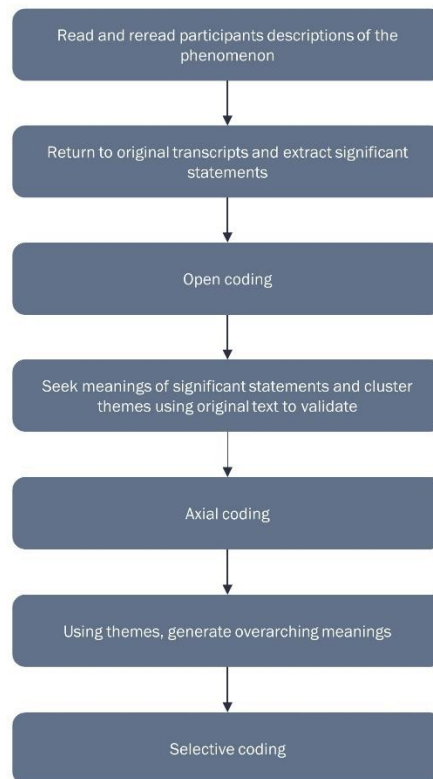 Read and reread participants descriptions of the
phenomenon
Return to original transcripts and extract significant
statements
Open coding
Seek meanings of significant statements and cluster
themes using original text to validate
Axial coding
Using themes, generate overarching meanings
Selective coding